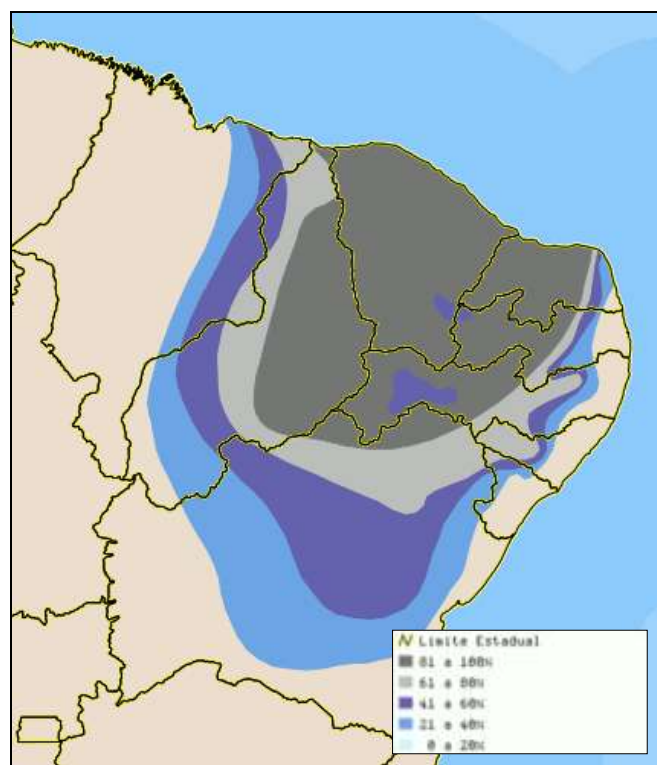 Limite Estadual
81 a 100%
61 a 80%
41 a 60%
21 a 40%
0 a 20%